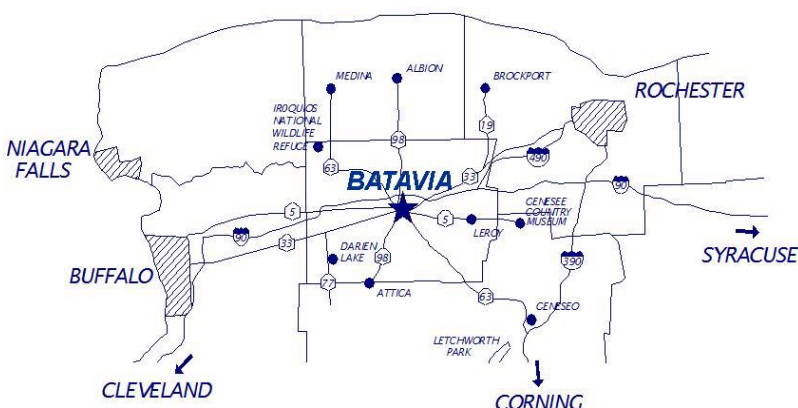 MEDINA
ALBION
BROCKPORT
ROCHESTER
IROQUIOS
NATIONAL
WILDLIFE
REFUGE
NIAGARA
FALLS
98
19
490
63
33
BATAVIA
90
GENESEE
COUNTRY
MUSEUM
5
5
LEROY
90
33
SYRACUSE
BUFFALO
DARIEN
LAKE
98
390
77
ATTICA
63
GENESEO
LETCHWORTH
PARK
CLEVELAND
CORNING